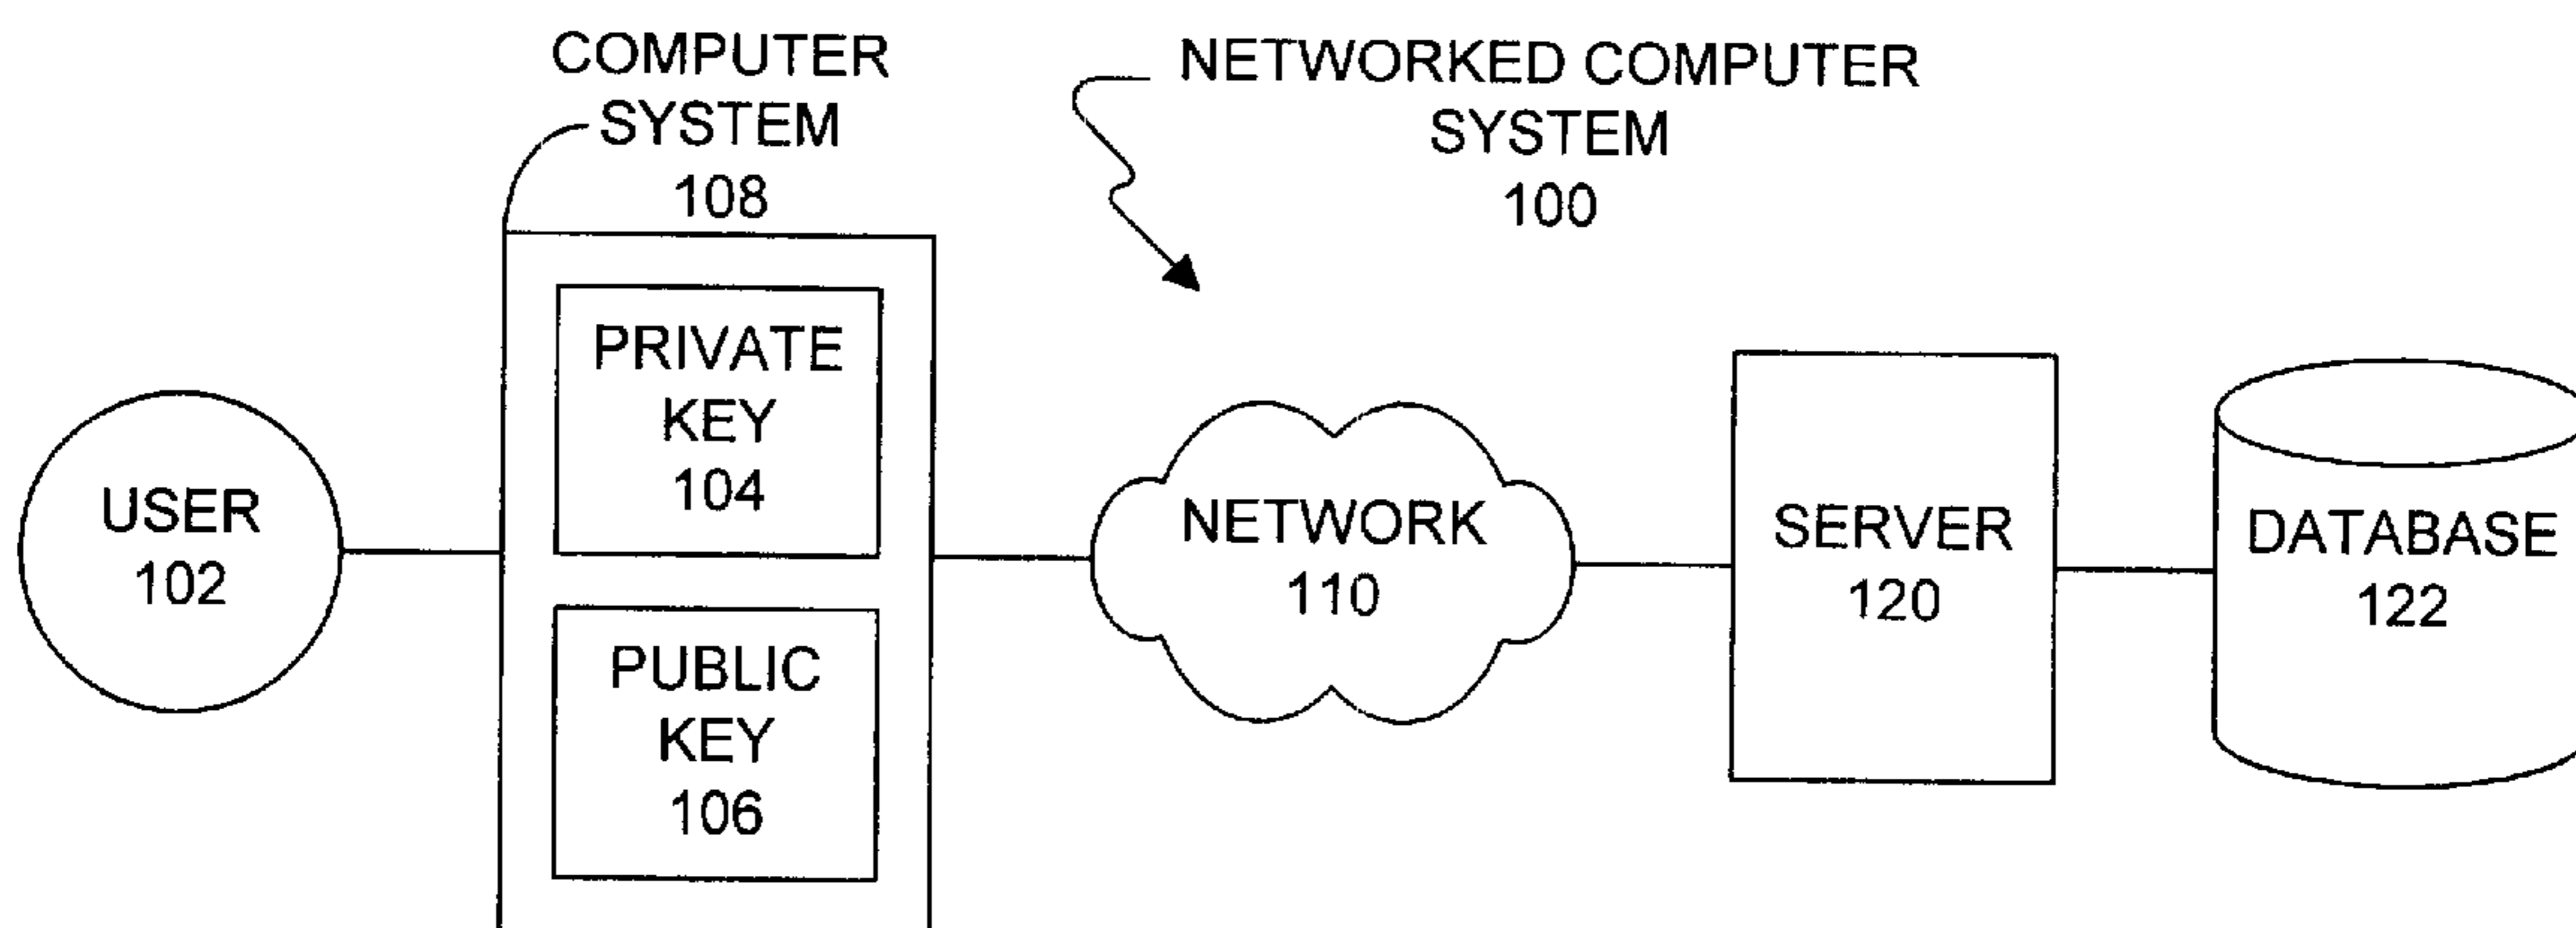 COMPUTER
SYSTEM
108
NETWORKED COMPUTER
SYSTEM
100
USER
102
PRIVATE
KEY
104
PUBLIC
KEY
106
NETWORK
110
SERVER
120
DATABASE
122